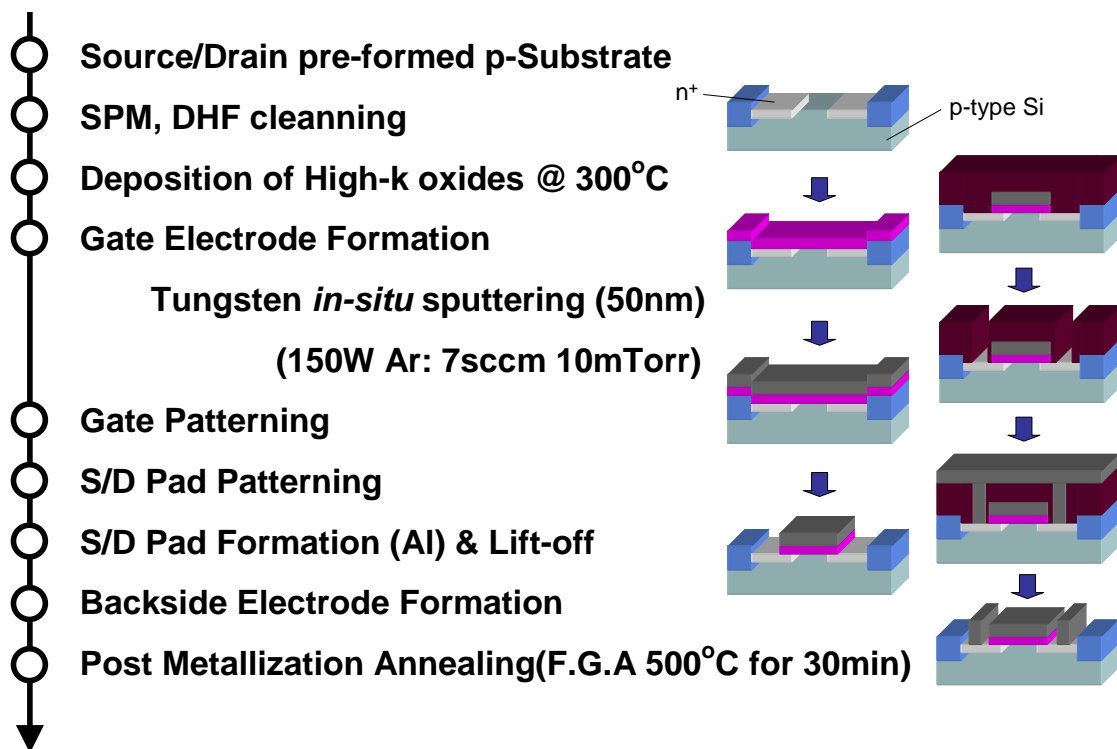 Source/Drain pre-formed p-Substrate
SPM, DHF cleanning
Deposition of High-k oxides @ 300°C
Gate Electrode Formation
Tungsten in-situ sputtering (50nm)
(150W Ar: 7sccm 10mTorr)
Gate Patterning
S/D Pad Patterning
S/D Pad Formation (Al) & Lift-off
Backside Electrode Formation
Post Metallization Annealing(F.G.A 500°C for 30min)
n⁺
p-type Si